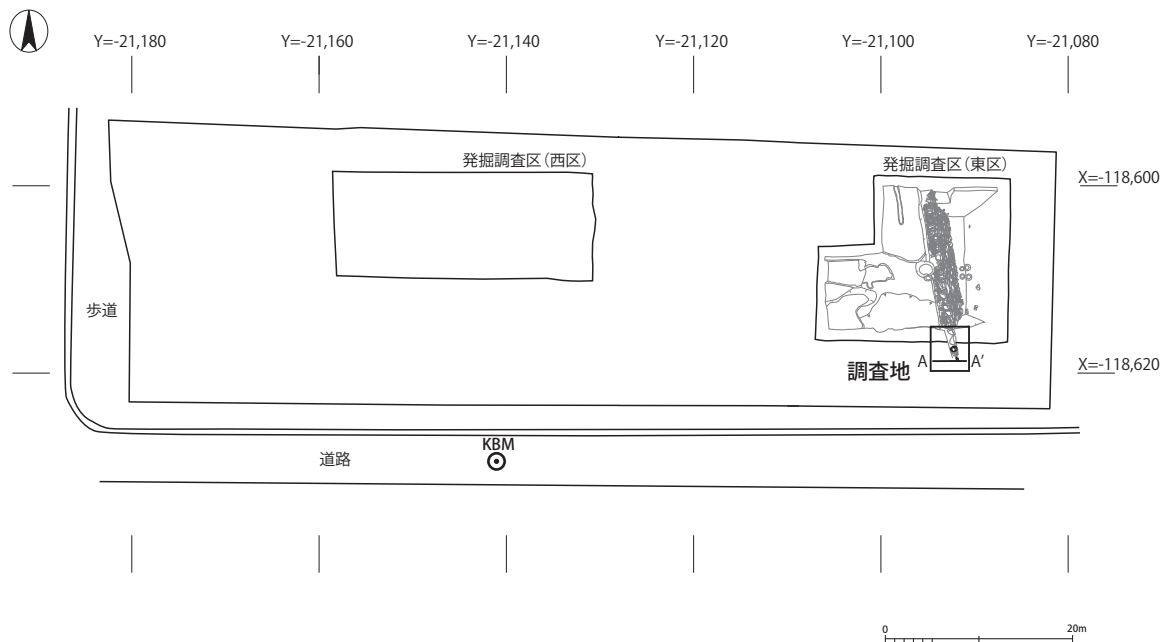 Y=-21,180
Y=-21,160
Y=-21,140
Y=-21,120
Y=-21,100
Y=-21,080
発掘調査区（西区）
発掘調査区（東区）
X=-118,600
歩道
調査地
A
A'
X=-118,620
KBM
道路
0
20m